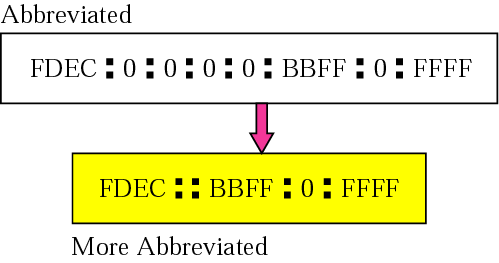 Abbreviated
FDEC : 0 : 0 : 0 : 0 : BBFF : 0 : FFFF
FDEC : : BBFF : 0 : FFFF
More Abbreviated